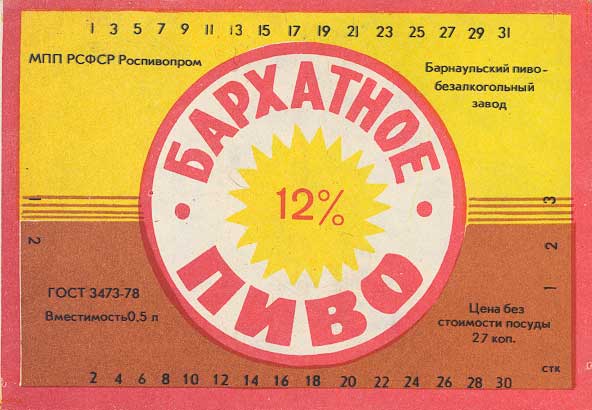 1 3 5 7 9 11 13 15 17 19 21 23 25 27 29 31
МПП РСФСР Роспивопром
Барнаульский пиво-
безалкогольный
завод
БАРХАТНОЕ
12%
ПИВО
1
2
3
2
1
ГОСТ 3473-78
Вместимость 0,5 л
Цена без
стоимости посуды
27 коп.
стк
2 4 6 8 10 12 14 16 18 20 22 24 26 28 30